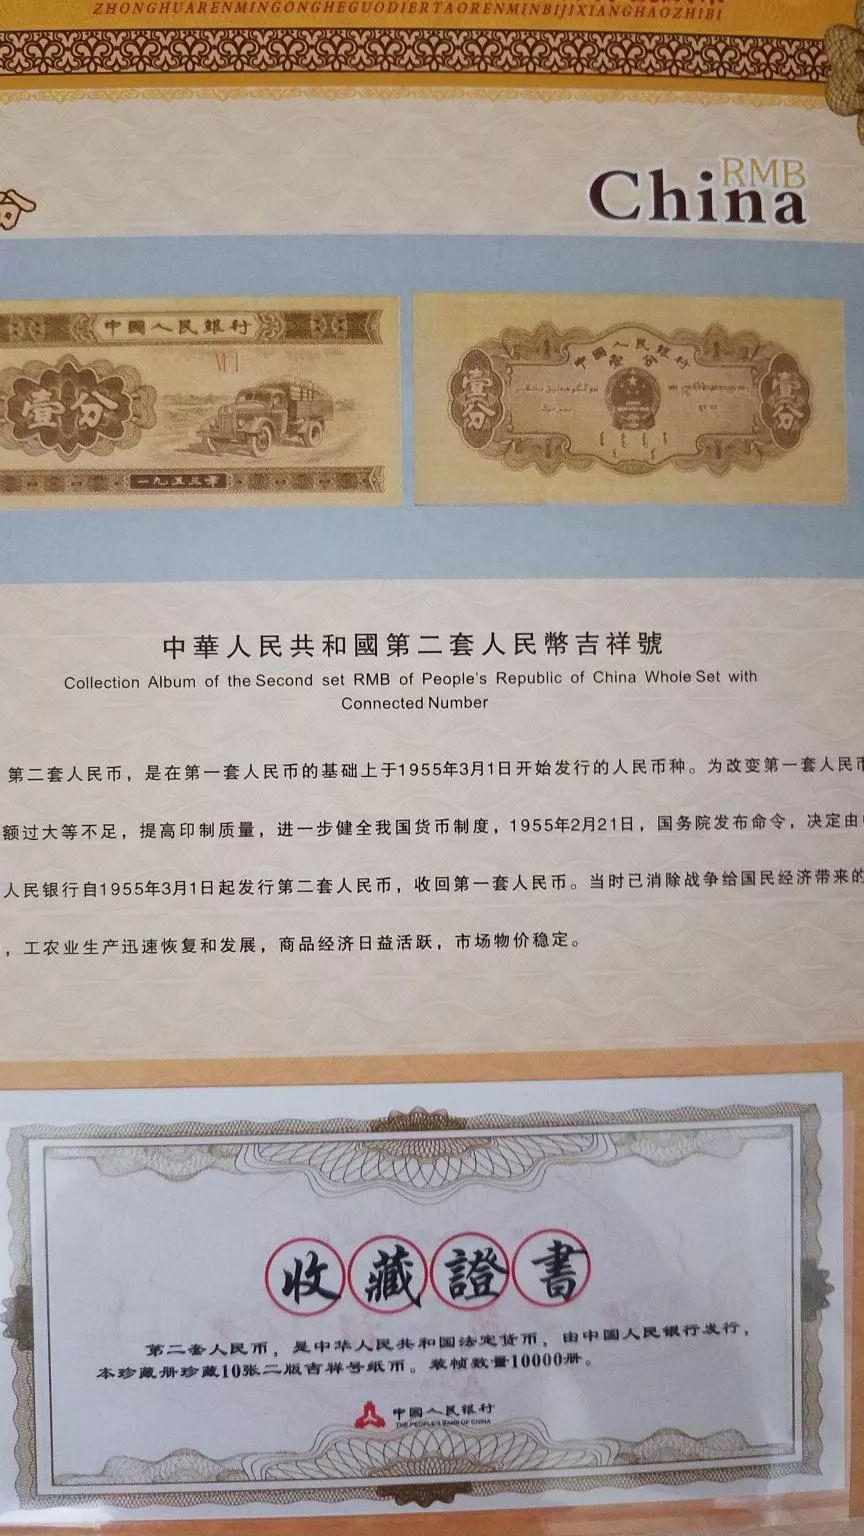 ZHONGHUARENMINGONGHEGUODIERTAORENMINBIJIXIANGHAOZHIBI
RMB
China
分
中國人民銀行
VI I
壹分
一九五三年
中國人民銀行
壹分
壹分
壹分
中華人民共和國第二套人民幣吉祥號
Collection Album of the Second set RMB of People's Republic of China Whole Set with
Connected Number
第二套人民币，是在第一套人民币的基础上于1955年3月1日开始发行的人民币种。为改变第一套人民币
额过大等不足，提高印制质量，进一步健全我国货币制度，1955年2月21日，国务院发布命令，决定由
人民银行自1955年3月1日起发行第二套人民币，收回第一套人民币。当时已消除战争给国民经济带来的
，工农业生产迅速恢复和发展，商品经济日益活跃，市场物价稳定。
收藏證書
第二套人民币，是中华人民共和国法定货币，由中国人民银行发行，
本珍藏册珍藏10张二版吉祥号纸币。装帧数量10000册。
中國人民銀行
THE PEOPLE'S BANK OF CHINA